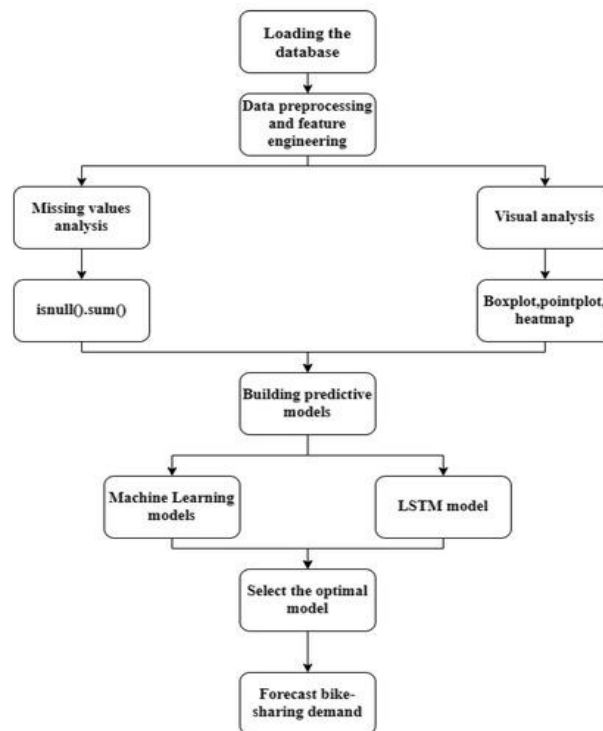 Loading the
database
Data preprocessing
and feature
engineering
Missing values
analysis
Visual analysis
isnull().sum()
Boxplot,pointplot,
heatmap
Building predictive
models
Machine Learning
models
LSTM model
Select the optimal
model
Forecast bike-
sharing demand